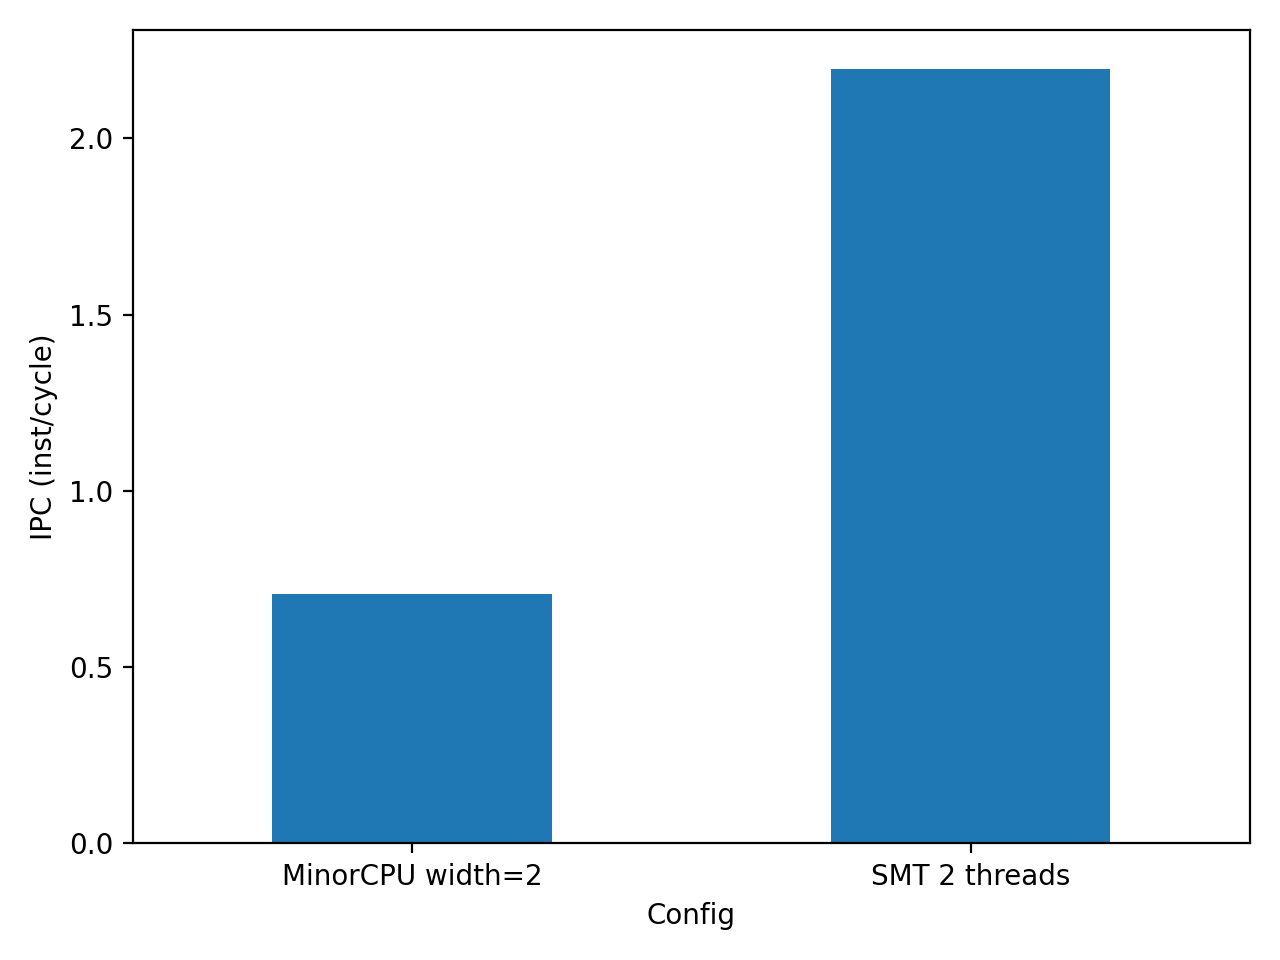 2.0
1.5
1.0
0.5
0.0
IPC (inst/cycle)
MinorCPU width=2
SMT 2 threads
Config